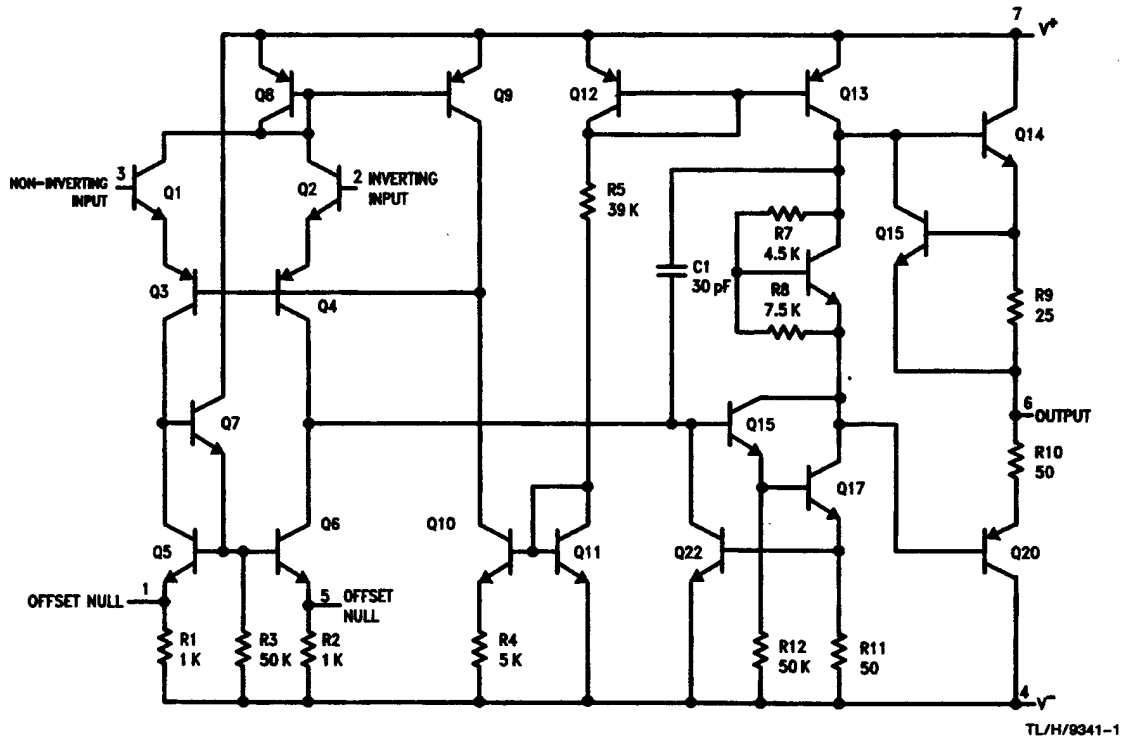 7
V+
Q8
Q9
Q12
Q13
Q14
3
NON-INVERTING
INPUT
Q1
Q2
2 INVERTING
INPUT
R5
39 K
R7
4.5 K
Q15
Q3
Q4
C1
30 pF
R8
7.5 K
R9
25
Q7
Q15
6
OUTPUT
R10
50
Q5
Q6
Q10
Q11
Q22
Q17
Q20
1
OFFSET NULL
5 OFFSET
NULL
R1
1 K
R3
50 K
R2
1 K
R4
5 K
R12
50 K
R11
50
4
V−
TL/H/9341-1